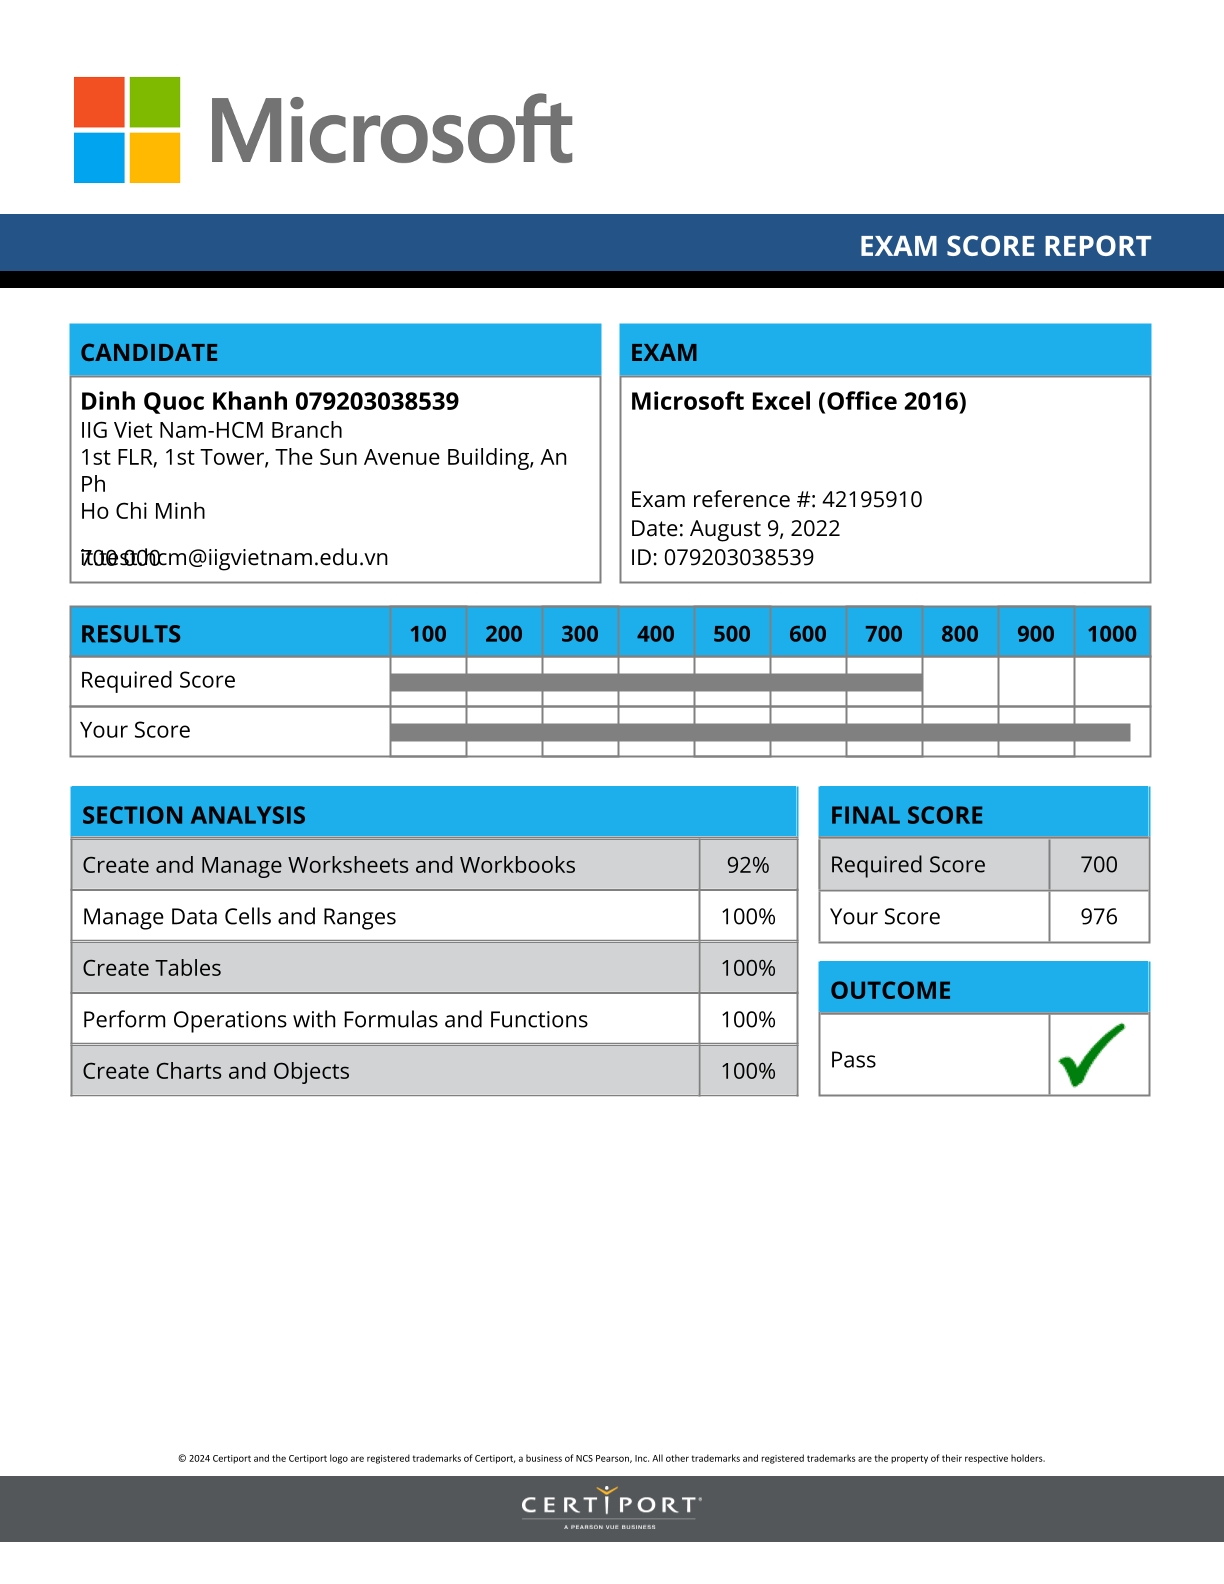 Microsoft
EXAM SCORE REPORT
CANDIDATE
Dinh Quoc Khanh 079203038539
IIG Viet Nam-HCM Branch
1st FLR, 1st Tower, The Sun Avenue Building, An
Ph
Ho Chi Minh
700 000
it.test.hcm@iigvietnam.edu.vn
EXAM
Microsoft Excel (Office 2016)
Exam reference #: 42195910
Date: August 9, 2022
ID: 079203038539
RESULTS 100 200 300 400 500 600 700 800 900 1000
Required Score
Your Score
SECTION ANALYSIS
Create and Manage Worksheets and Workbooks 92%
Manage Data Cells and Ranges 100%
Create Tables 100%
Perform Operations with Formulas and Functions 100%
Create Charts and Objects 100%
FINAL SCORE
Required Score 700
Your Score 976
OUTCOME
Pass
© 2024 Certiport and the Certiport logo are registered trademarks of Certiport, a business of NCS Pearson, Inc. All other trademarks and registered trademarks are the property of their respective holders.
CERTIPORT
A PEARSON VUE BUSINESS